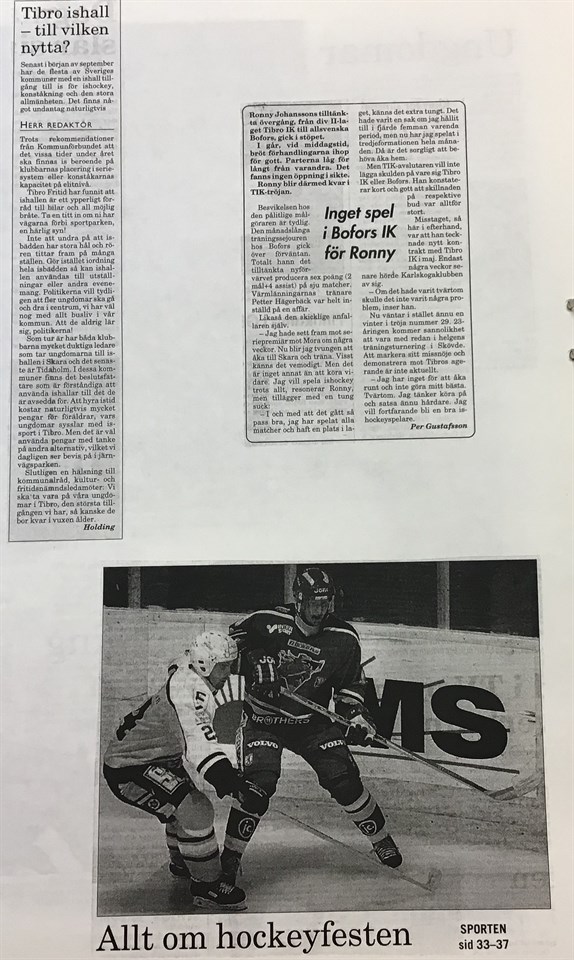 Tibro ishall
– till vilken
nytta?
Senast i början av september
har de flesta av Sveriges
kommuner med en ishall till-
gång till is för ishockey,
konståkning och den stora
allmänheten. Det finns nå-
got undantag naturligtvis
HERR REDAKTÖR
Trots rekommendationer
från Kommunförbundet att
det vissa tider under året
ska finnas is beroende på
klubbarnas placering i serie-
system eller konståkarnas
kapacitet på elitnivå.
Tibro Fritid har funnit att
ishallen är ett ypperligt för-
råd till bilar och all möjlig
bråte. Ta en titt in om ni har
vägarna förbi sportparken,
en härlig syn!
Inte att undra på att is-
bädden har stora hål och rö-
ren tittar fram på många
ställen. Gör istället iordning
hela isbädden så kan ishal-
len användas till utställ-
ningar eller andra evene-
mang. Politikerna vill tydli-
gen att fler ungdomar ska gå
och dra i centrum, vi har väl
nog med allt busliv i vår
kommun. Att de aldrig lär
sig, politikerna!
Som tur är har båda klub-
barna mycket duktiga ledare
som tar ungdomarna till is-
hallen i Skara och det senas-
te är Tidaholm. I dessa kom-
muner finns det beslutsfat-
tare som är förståndiga att
använda ishallar till det de
är avsedda för. Att hyra istid
kostar naturligtvis mycket
pengar för föräldrar, vars
ungdomar sysslar med is-
sport i Tibro. Men det är väl
använda pengar med tanke
på andra alternativ, vilket vi
dagligen ser bevis på i järn-
vägsparken.
Slutligen en hälsning till
kommunalråd, kultur- och
fritidsnämndsledamöter: Vi
ska ta vara på våra ungdo-
mar i Tibro, den största till-
gången vi har, så kanske de
bor kvar i vuxen ålder.
Holding
Ronny Johanssons tilltänk-
ta övergång, från div II-laget
Tibro IK till allsvenska
Bofors, gick i stöpet.
I går, vid middagstid,
bröt förhandlingarna ihop
för gott. Parterna låg för
långt från varandra. Det
fanns ingen öppning i sikte.
Ronny blir därmed kvar i
TIK-tröjan.
Besvikelsen hos
den pålitlige mål-
göraren är tydlig.
Den månadslånga
träningssejouren
hos Bofors gick
över förväntan.
Totalt hann det
tilltänkta nyför-
värvet producera sex poäng (2
mål+4 assist) på sju matcher.
Värmlänningarnas tränare
Petter Hägerbäck var helt in-
ställd på en affär.
Likaså den skicklige anfal-
laren själv.
– Jag hade sett fram mot se-
riepremiär mot Mora om några
veckor. Nu blir jag tvungen att
åka till Skara och träna. Visst
känns det vemodigt. Men det
är inget annat än att köra vi-
dare. Jag vill spela ishockey
trots allt, resonerar Ronny,
men tillägger med en tung
suck:
– I och med att det gått så
pass bra, jag har spelat alla
matcher och haft en plats i la-
Inget spel
i Bofors IK
för Ronny
get, känns det extra tungt. Det
hade varit en sak om jag hållit
till i fjärde femman varenda
period, men nu har jag spelat i
tredjeformationen hela måna-
den. Då är det sorgligt att be-
höva åka hem.
Men TIK-avslutaren vill inte
lägga skulden på vare sig Tibro
IK eller Bofors. Han konstate-
rar kort och gott att skillnaden
på respektive
bud var alltför
stort.
Misstaget, så
här i efterhand,
var att han teck-
nade nytt kon-
trakt med Tibro
IK i maj. Endast
några veckor se-
nare hörde Karlskogaklubben
av sig.
– Om det hade varit tvärtom
skulle det inte varit några
problem, inser han.
Nu väntar i stället ännu en
vinter i tröja nummer 29. 23-
åringen kommer sannolikhet
att vara med redan i helgens
träningsturnering i Skövde.
Att markera sitt missnöje och
demonstrera mot Tibros age-
rande är inte aktuellt.
– Jag har inget för att åka
runt och inte göra mitt bästa.
Tvärtom. Jag tänker köra på
och satsa ännu hårdare. Jag
vill fortfarande bli en bra is-
hockeyspelare.
Per Gustafsson
JOFA
BROTHERS
VOLVO
VOLVO
MS
jc
jc
Allt om hockeyfesten
SPORTEN
sid 33–37